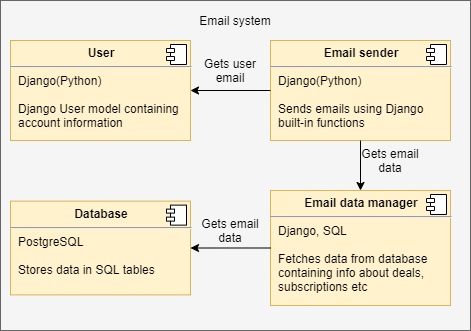 Email system
User
Django(Python)
Django User model containing
account information
Gets user
email
Email sender
Django(Python)
Sends emails using Django
built-in functions
Gets email
data
Database
PostgreSQL
Stores data in SQL tables
Gets email
data
Email data manager
Django, SQL
Fetches data from database
containing info about deals,
subscriptions etc